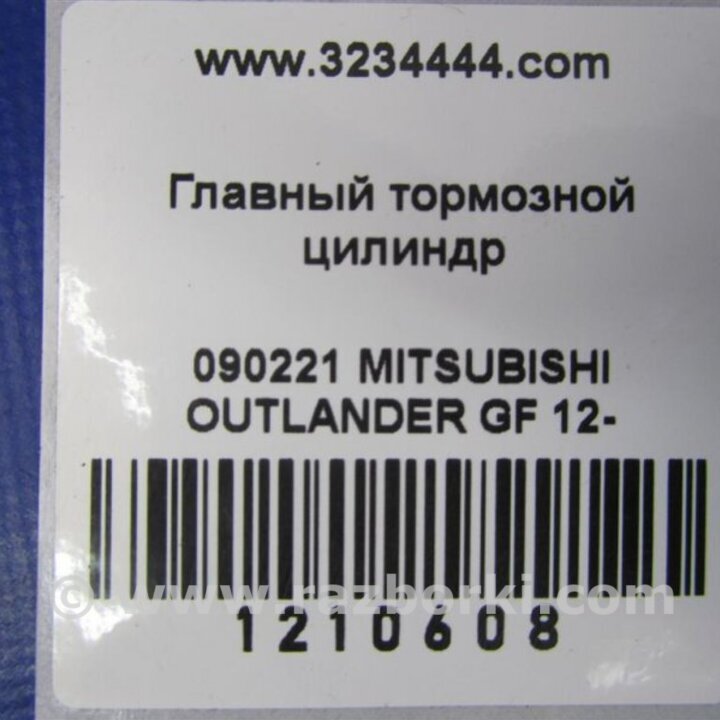 www.3234444.com
Главный тормозной
цилиндр
090221 MITSUBISHI
OUTLANDER GF 12-
© www.razborki.com
1210608